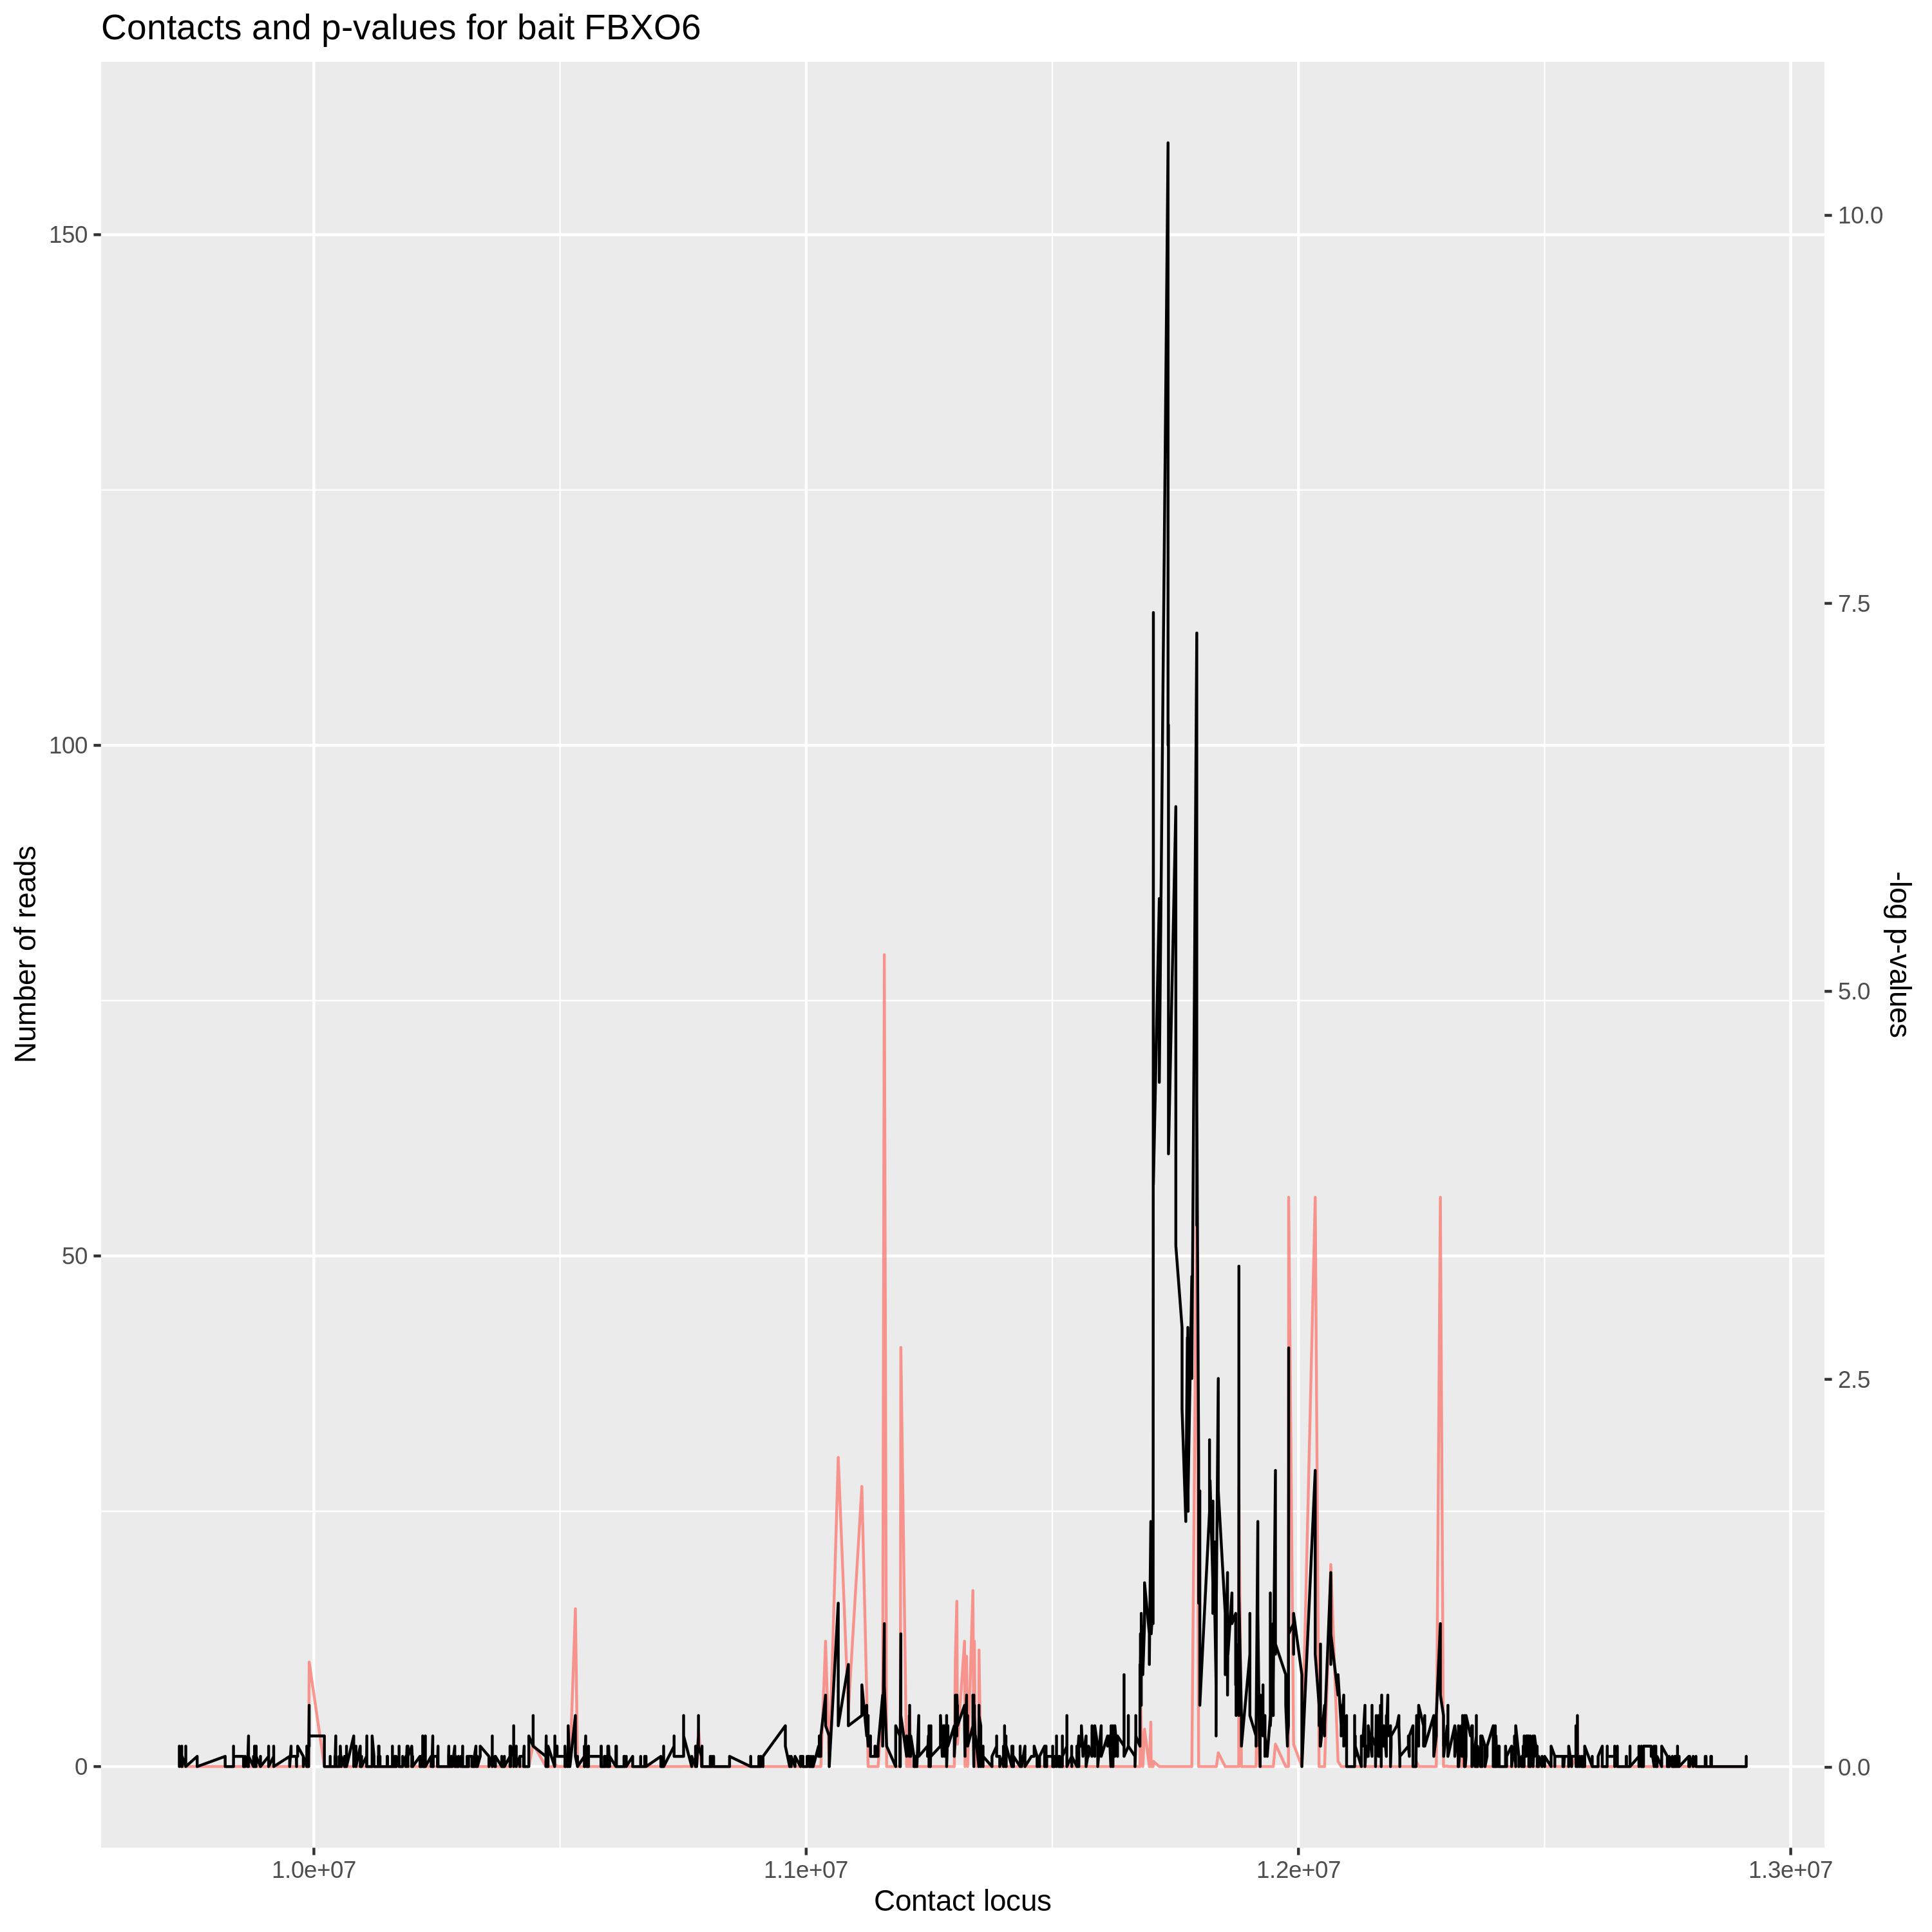 Contacts and p-values for bait FBXO6
Number of reads
150
100
50
0
10.0
7.5
5.0
2.5
0.0
-log p-values
1.0e+07
1.1e+07
1.2e+07
1.3e+07
Contact locus